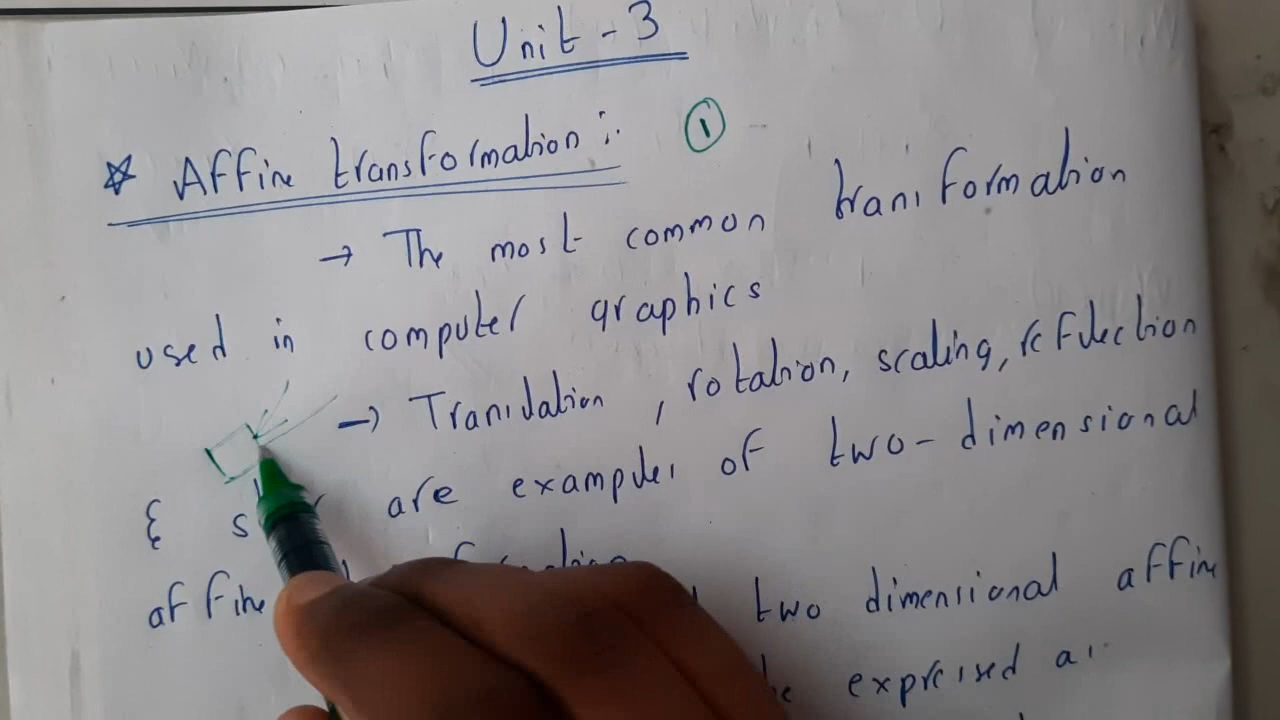 Unit - 3
* Affine transformation :- ①
→ The most common transformation
used in computer graphics
→ Translation, rotation, scaling, reflection
& are examples of two-dimensional
affine
two dimensional affine
expressed as